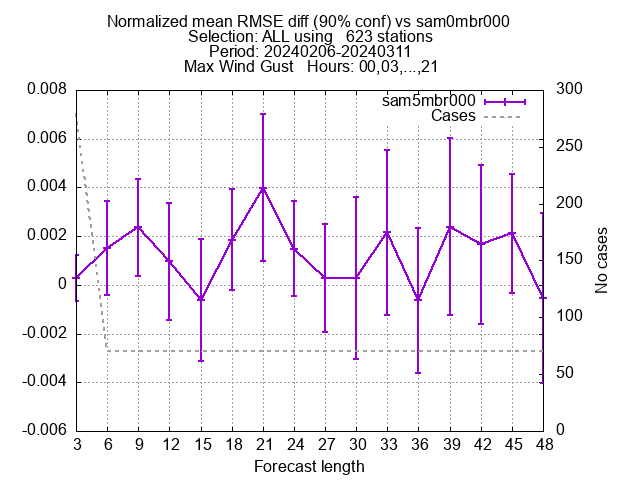 Normalized mean RMSE diff (90% conf) vs sam0mbr000
Selection: ALL using   623 stations
Period: 20240206-20240311
Max Wind Gust   Hours: 00,03,...,21
sam5mbr000
Cases
0.008
0.006
0.004
0.002
0
-0.002
-0.004
-0.006
300
250
200
150
100
50
0
No cases
3 6 9 12 15 18 21 24 27 30 33 36 39 42 45 48
Forecast length